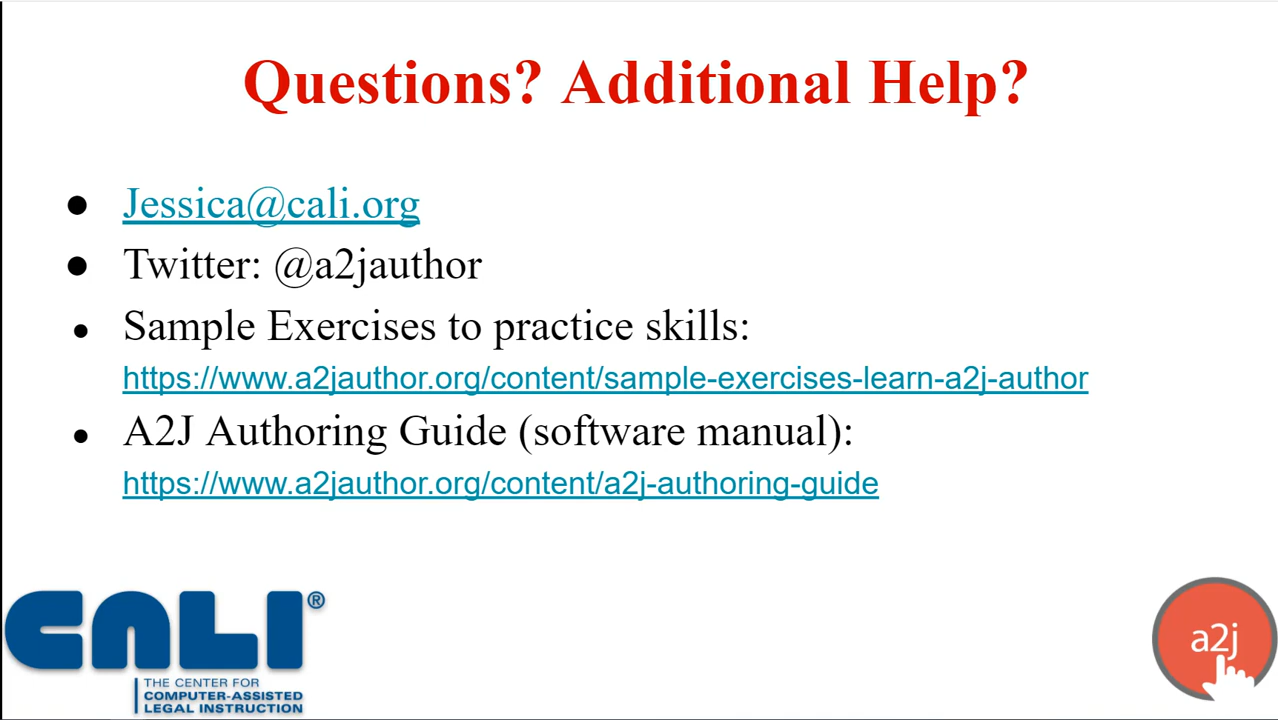 Questions? Additional Help?
● Jessica@cali.org
● Twitter: @a2jauthor
● Sample Exercises to practice skills:
https://www.a2jauthor.org/content/sample-exercises-learn-a2j-author
● A2J Authoring Guide (software manual):
https://www.a2jauthor.org/content/a2j-authoring-guide
CALI®
THE CENTER FOR
COMPUTER-ASSISTED
LEGAL INSTRUCTION
a2j